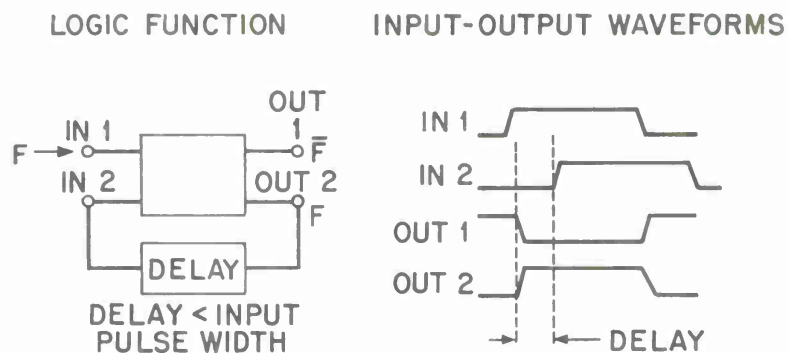 LOGIC FUNCTION
INPUT-OUTPUT WAVEFORMS
OUT
IN 1
1
F
F̅
IN 2
OUT 2
F
DELAY
DELAY < INPUT
PULSE WIDTH
IN 1
IN 2
OUT 1
OUT 2
DELAY